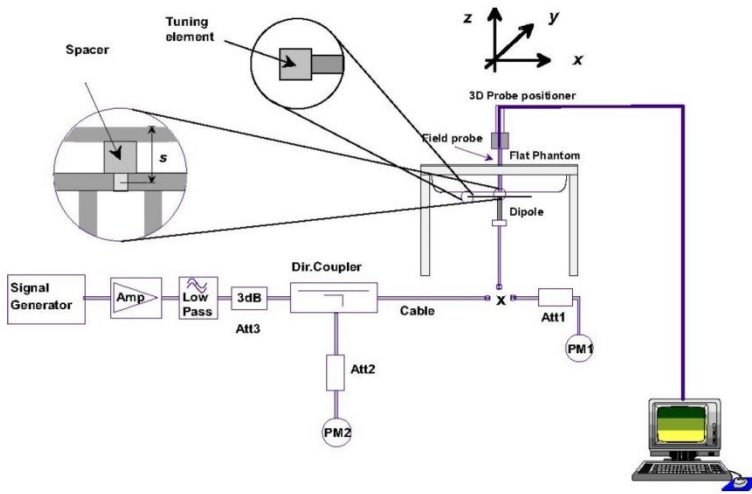 Tuning
element
Spacer
s
z
y
x
3D Probe positioner
Field probe
Flat Phantom
Dipole
Signal
Generator
Amp
Low
Pass
3dB
Att3
Dir.Coupler
Cable
x
Att1
PM1
Att2
PM2